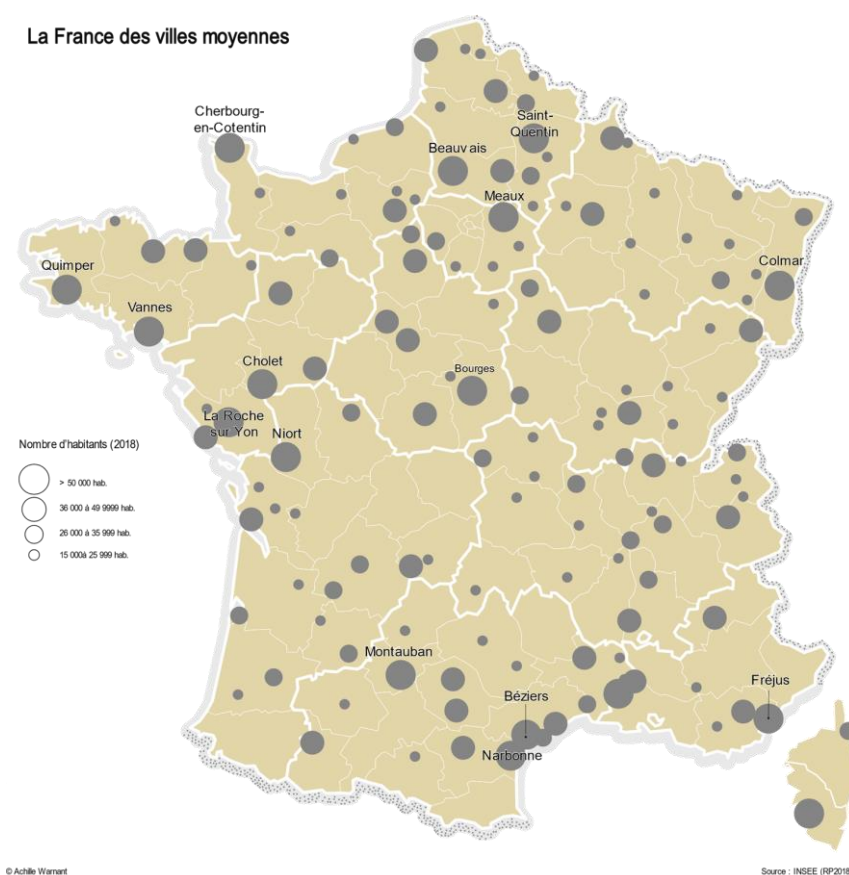 La France des villes moyennes
Cherbourg-
en-Cotentin
Saint-
Quentin
Beauvais
Meaux
Colmar
Quimper
Vannes
Cholet
Bourges
La Roche
sur Yon
Niort
Nombre d'habitants (2018)
> 50 000 hab.
36 000 à 49 9999 hab.
26 000 à 35 999 hab.
15 000à 25 999 hab.
Montauban
Béziers
Fréjus
Narbonne
© Achille Warnant
Source : INSEE (RP2018